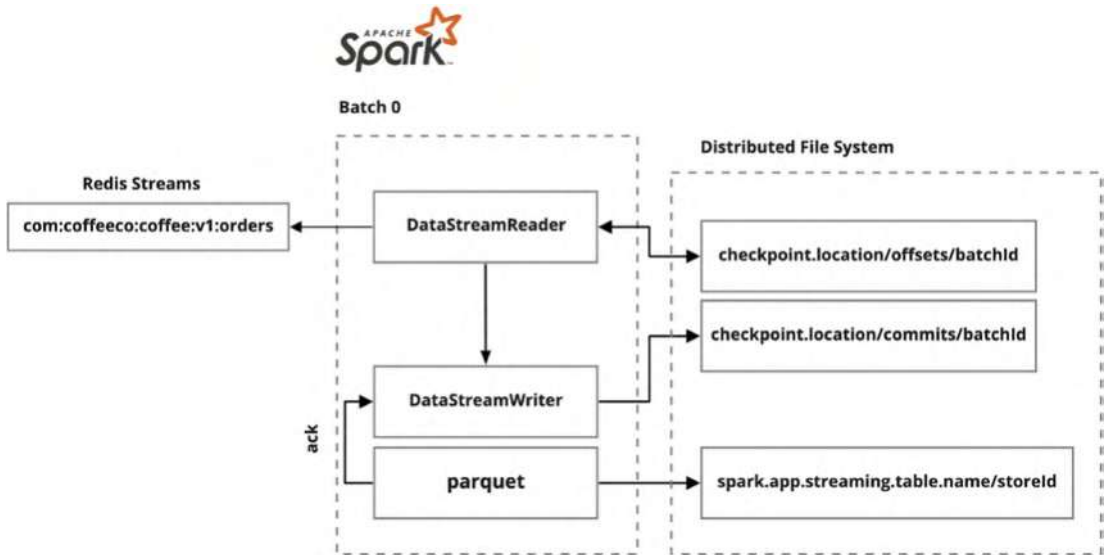 APACHE
Spark
Batch 0
Distributed File System
Redis Streams
com:coffeeco:coffee:v1:orders
DataStreamReader
checkpoint.location/offsets/batchId
checkpoint.location/commits/batchId
DataStreamWriter
ack
parquet
spark.app.streaming.table.name/storeId